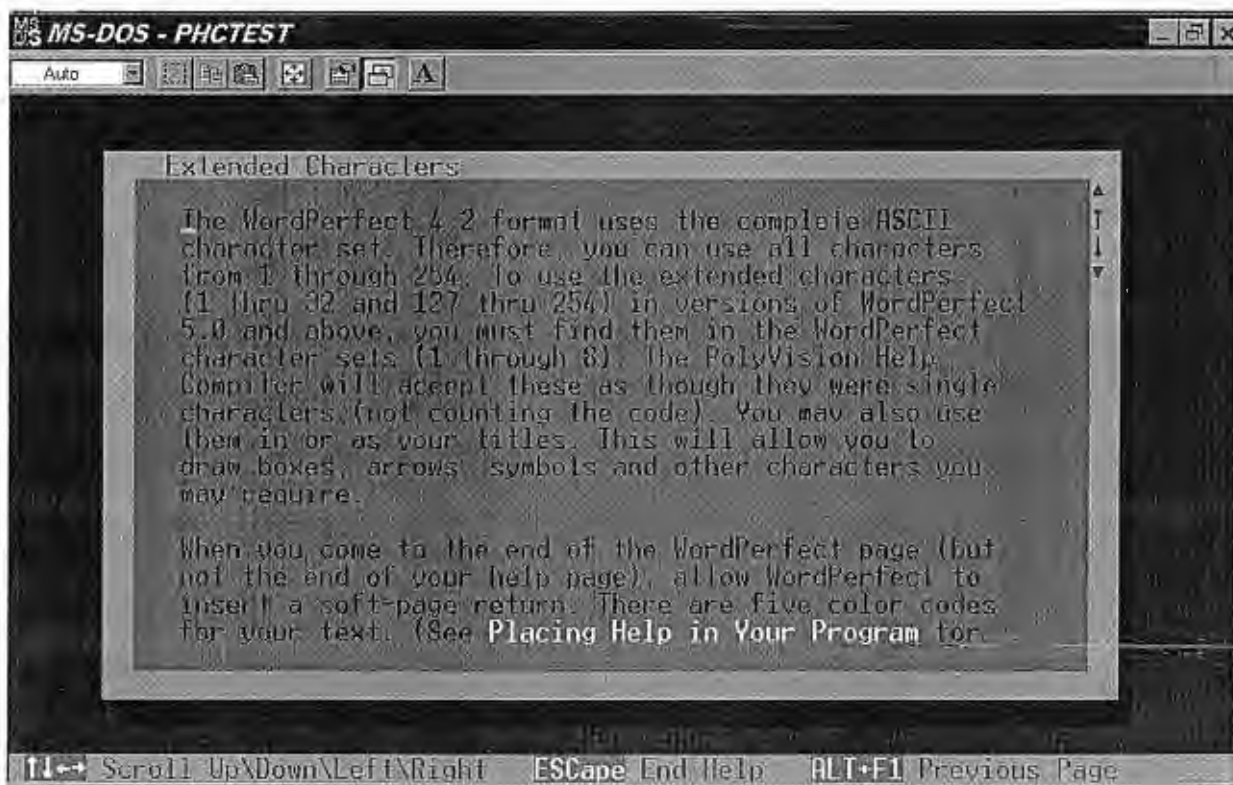 MS-DOS - PHCTEST
Auto
A
Extended Characters
The WordPerfect 4.2 format uses the complete ASCII
character set. Therefore, you can use all characters
from 1 through 254. To use the extended characters
(1 thru 32 and 127 thru 254) in versions of WordPerfect
5.0 and above, you must find them in the WordPerfect
character sets (1 through 8). The PolyVision Help
Compiler will accept these as though they were single
characters (not counting the code). You may also use
them in or as your titles. This will allow you to
draw boxes, arrows, symbols and other characters you
may require.
When you come to the end of the WordPerfect page (but
not the end of your help page), allow WordPerfect to
insert a soft-page return. There are five color codes
for your text. (See Placing Help in Your Program for
↑↓←→ Scroll Up\Down\Left\Right ESCape End Help ALT+F1 Previous Page